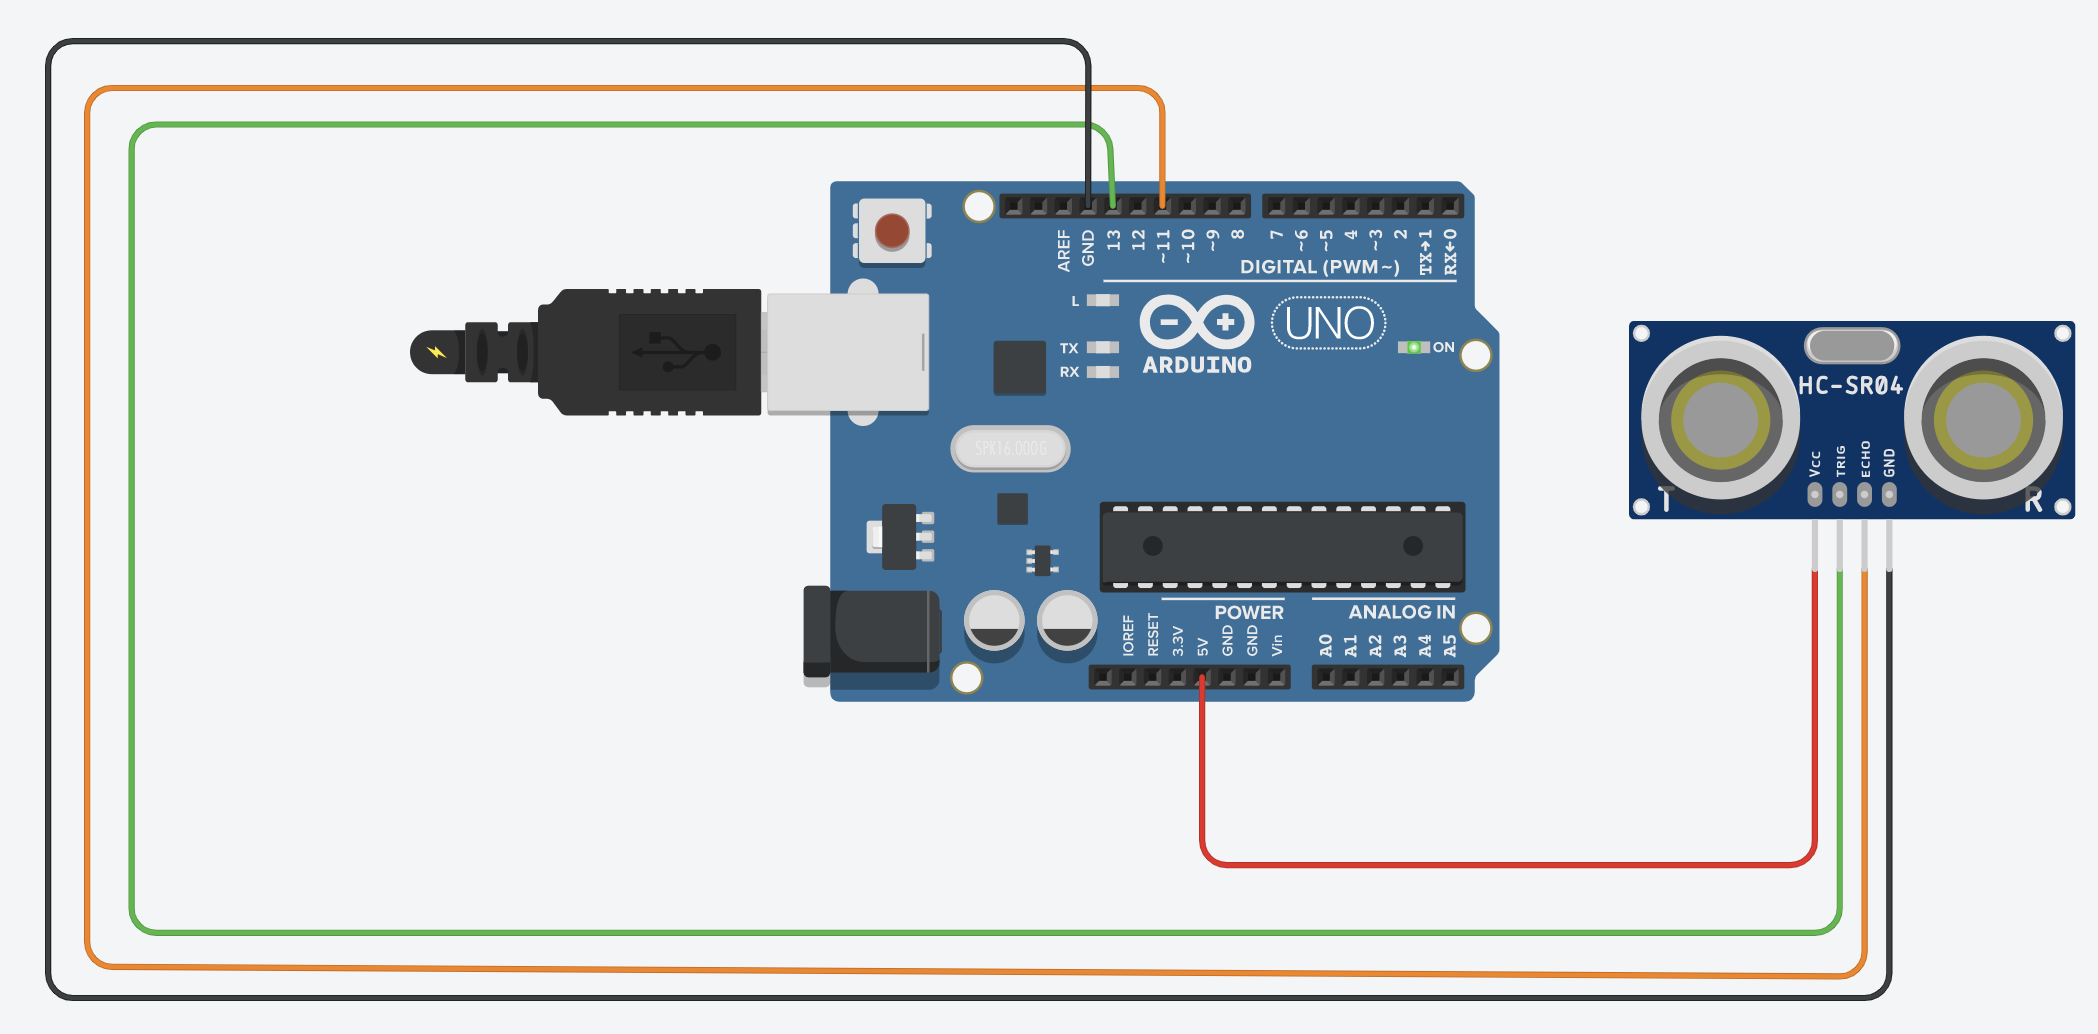 AREF
GND
13
12
~11
~10
~9
8
7
~6
~5
4
~3
2
TX→1
RX←0
DIGITAL (PWM~)
L
TX
RX
ARDUINO
UNO
ON
SPK16.000G
POWER
ANALOG IN
IOREF
RESET
3.3V
5V
GND
GND
Vin
A0
A1
A2
A3
A4
A5
HC-SR04
VCC
TRIG
ECHO
GND
T
R